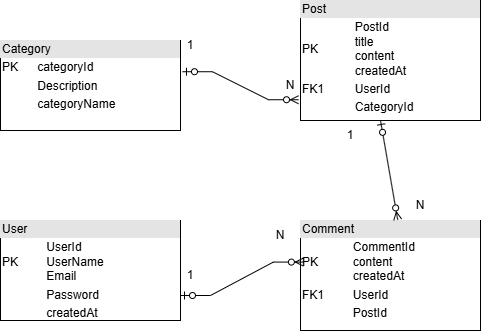 Post
PostId
title
PK
content
createdAt
FK1 UserId
CategoryId
Category
PK categoryId
Description
categoryName
1
N
1
N
User
UserId
PK UserName
Email
Password
createdAt
1
N
Comment
CommentId
PK content
createdAt
FK1 UserId
PostId